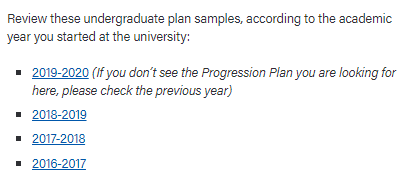 Review these undergraduate plan samples, according to the academic
year you started at the university:
▪ 2019-2020 (If you don't see the Progression Plan you are looking for
here, please check the previous year)
▪ 2018-2019
▪ 2017-2018
▪ 2016-2017